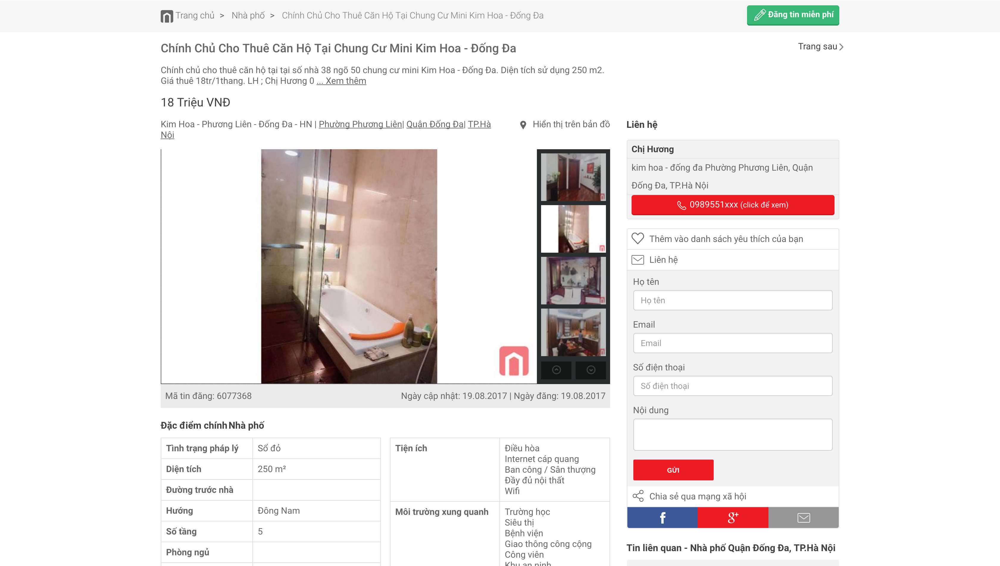 Trang chủ > Nhà phố > Chính Chủ Cho Thuê Căn Hộ Tại Chung Cư Mini Kim Hoa - Đống Đa
Đăng tin miễn phí
Chính Chủ Cho Thuê Căn Hộ Tại Chung Cư Mini Kim Hoa - Đống Đa
Trang sau
Chính chủ cho thuê căn hộ tại tại số nhà 38 ngõ 50 chung cư mini Kim Hoa - Đống Đa. Diện tích sử dụng 250 m2.
Giá thuê 18tr/1thang. LH ; Chị Hương 0 ... Xem thêm
18 Triệu VNĐ
Kim Hoa - Phương Liên - Đống Đa - HN | Phường Phương Liên| Quận Đống Đa| TP.Hà
Nội
Hiển thị trên bản đồ
Mã tin đăng: 6077368
Ngày cập nhật: 19.08.2017 | Ngày đăng: 19.08.2017
Đặc điểm chính Nhà phố
Tình trạng pháp lý Sổ đỏ
Diện tích 250 m²
Đường trước nhà
Hướng Đông Nam
Số tầng 5
Phòng ngủ
Tiện ích Điều hòa
Internet cáp quang
Ban công / Sân thượng
Đầy đủ nội thất
Wifi
Môi trường xung quanh Trường học
Siêu thị
Bệnh viện
Giao thông công cộng
Công viên
Khu an ninh
Liên hệ
Chị Hương
kim hoa - đống đa Phường Phương Liên, Quận
Đống Đa, TP.Hà Nội
0989551xxx (click để xem)
Thêm vào danh sách yêu thích của bạn
Liên hệ
Họ tên
Họ tên
Email
Email
Số điện thoại
Số điện thoại
Nội dung
GỬI
Chia sẻ qua mạng xã hội
f g+
Tin liên quan - Nhà phố Quận Đống Đa, TP.Hà Nội